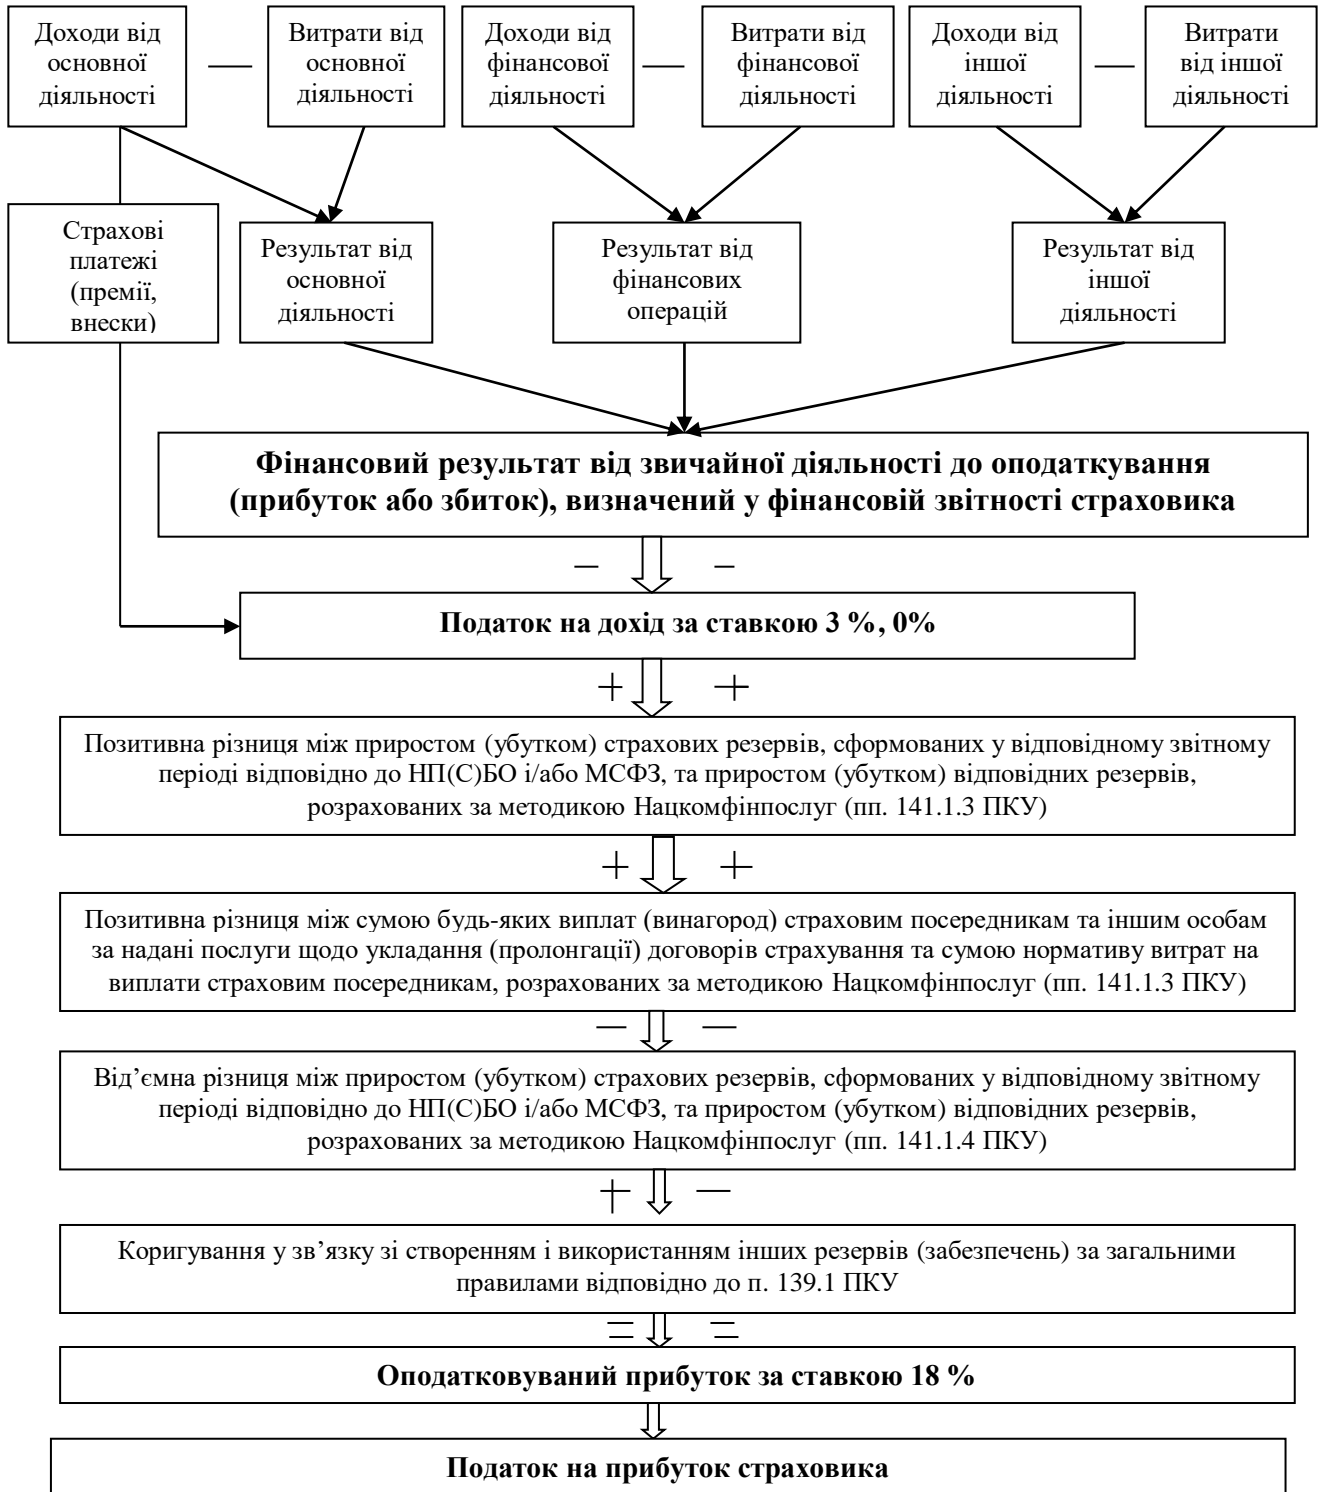 Доходи від
основної
діяльності
—
Витрати від
основної
діяльності
Доходи від
фінансової
діяльності
—
Витрати від
фінансової
діяльності
Доходи від
іншої
діяльності
—
Витрати
від іншої
діяльності
Страхові
платежі
(премії,
внески)
Результат від
основної
діяльності
Результат від
фінансових
операцій
Результат від
іншої
діяльності
Фінансовий результат від звичайної діяльності до оподаткування
(прибуток або збиток), визначений у фінансовій звітності страховика
– –
Податок на дохід за ставкою 3 %, 0%
+ +
Позитивна різниця між приростом (убутком) страхових резервів, сформованих у відповідному звітному
періоді відповідно до НП(С)БО і/або МСФЗ, та приростом (убутком) відповідних резервів,
розрахованих за методикою Нацкомфінпослуг (пп. 141.1.3 ПКУ)
+ +
Позитивна різниця між сумою будь-яких виплат (винагород) страховим посередникам та іншим особам
за надані послуги щодо укладання (пролонгації) договорів страхування та сумою нормативу витрат на
виплати страховим посередникам, розрахованих за методикою Нацкомфінпослуг (пп. 141.1.3 ПКУ)
— —
Від’ємна різниця між приростом (убутком) страхових резервів, сформованих у відповідному звітному
періоді відповідно до НП(С)БО і/або МСФЗ, та приростом (убутком) відповідних резервів,
розрахованих за методикою Нацкомфінпослуг (пп. 141.1.4 ПКУ)
+ —
Коригування у зв’язку зі створенням і використанням інших резервів (забезпечень) за загальними
правилами відповідно до п. 139.1 ПКУ
= =
Оподатковуваний прибуток за ставкою 18 %
Податок на прибуток страховика